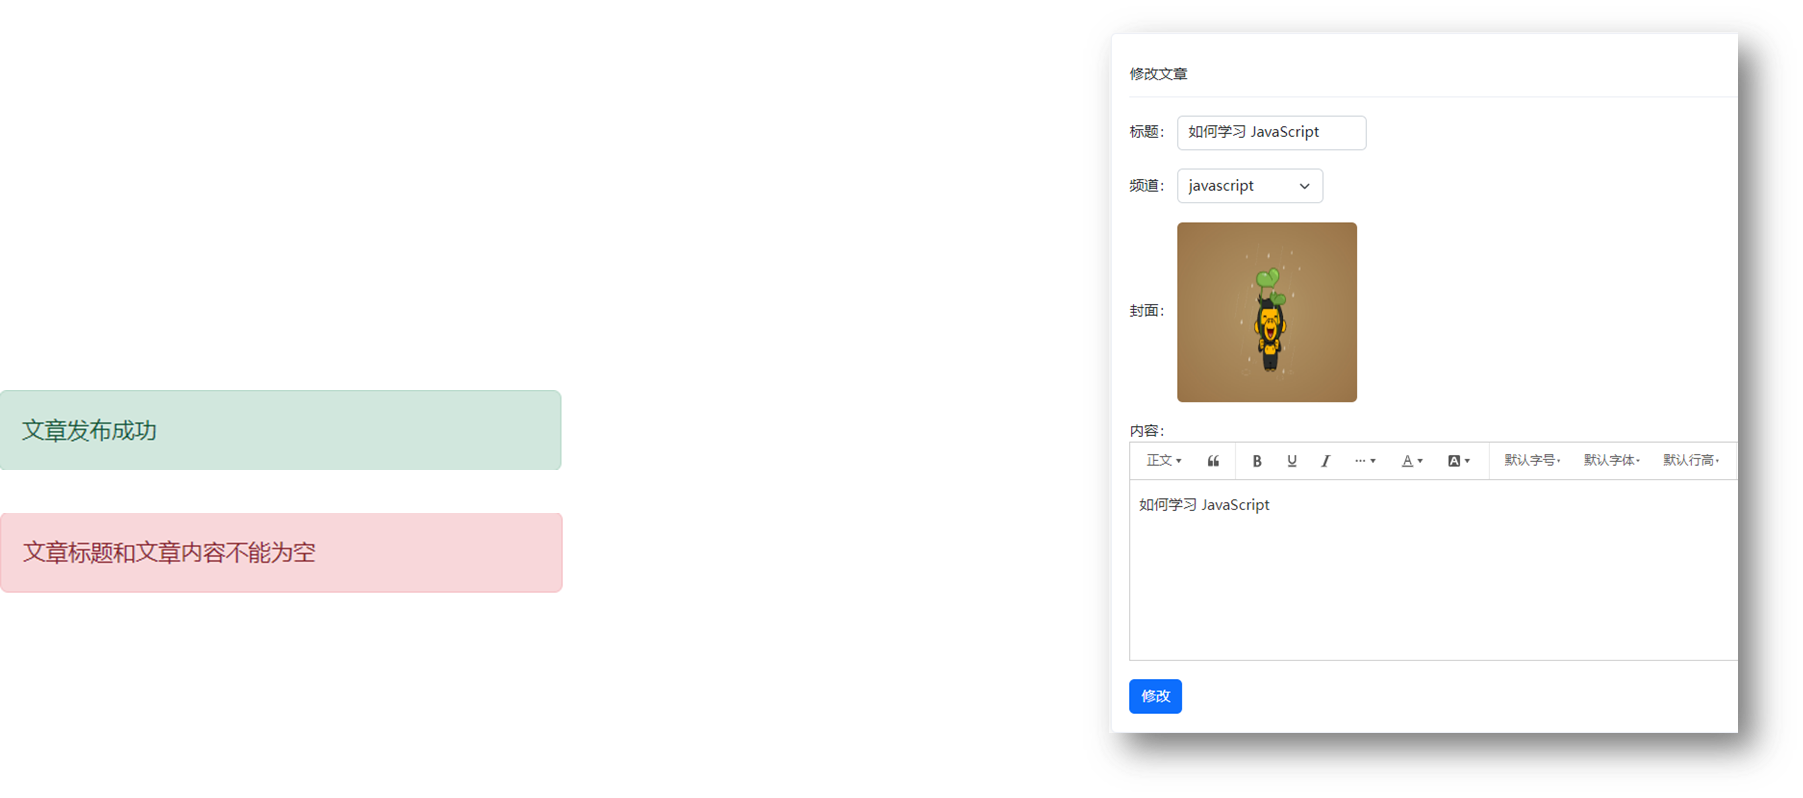 文章发布成功
文章标题和文章内容不能为空
修改文章
标题： 如何学习 JavaScript
频道： javascript
封面：
内容：
正文 B U I ... A A 默认字号 默认字体 默认行高
如何学习 JavaScript
修改